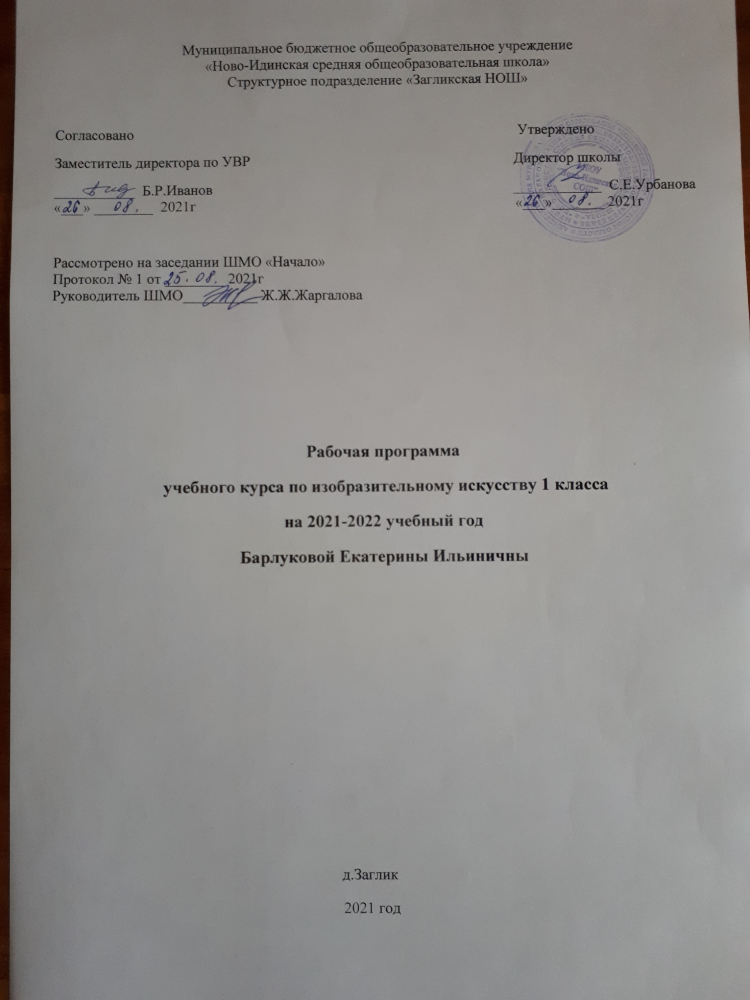 Муниципальное бюджетное общеобразовательное учреждение
«Ново-Идинская средняя общеобразовательная школа»
Структурное подразделение «Загликская НОШ»
Согласовано
Заместитель директора по УВР
____________ Б.Р.Иванов
«26» 08. 2021г
Утверждено
Директор школы
____________ С.Е.Урбанова
«26» 08. 2021г
Рассмотрено на заседании ШМО «Начало»
Протокол № 1 от 25.08. 2021г
Руководитель ШМО___________Ж.Ж.Жаргалова
Рабочая программа
учебного курса по изобразительному искусству 1 класса
на 2021-2022 учебный год
Барлуковой Екатерины Ильиничны
д.Заглик
2021 год